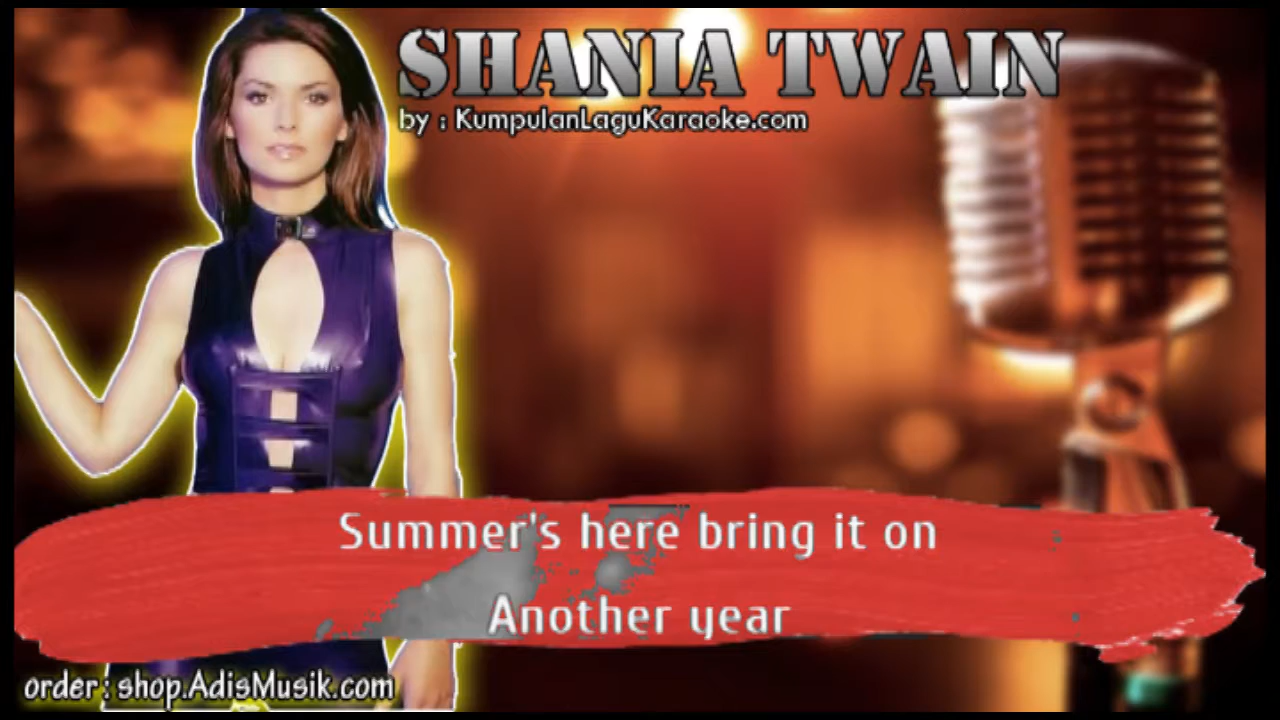 SHANIA TWAIN
by : KumpulanLaguKaraoke.com
Summer's here bring it on
Another year
order : shop.AdisMusik.com